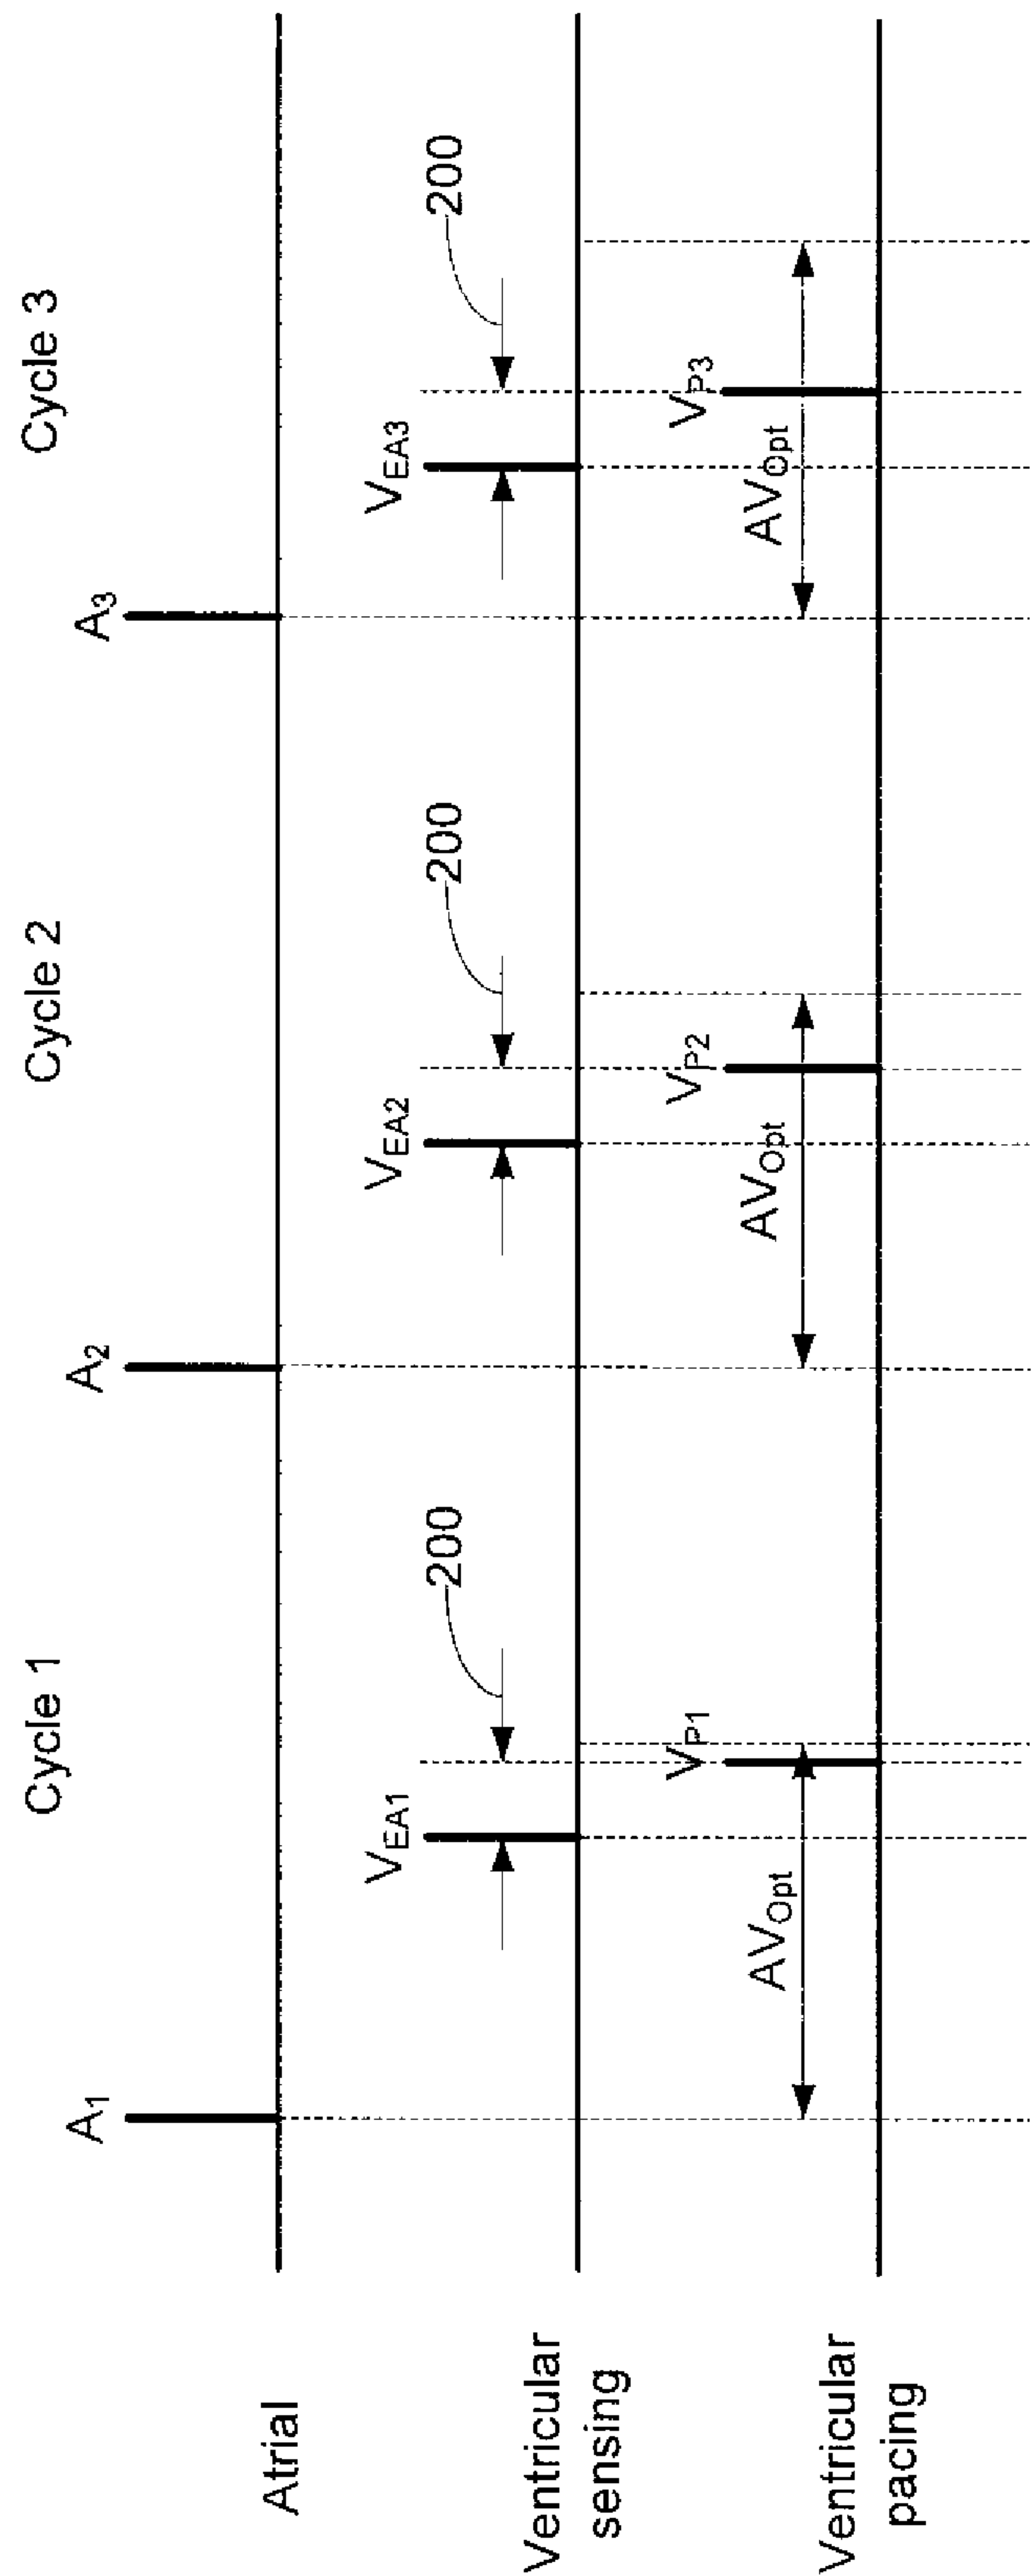 Cycle 1
Cycle 2
Cycle 3
Atrial
A1
A2
A3
Ventricular
sensing
VEA1
200
VEA2
200
VEA3
200
Ventricular
pacing
VP1
VP2
VP3
AVOpt
AVOpt
AVOpt